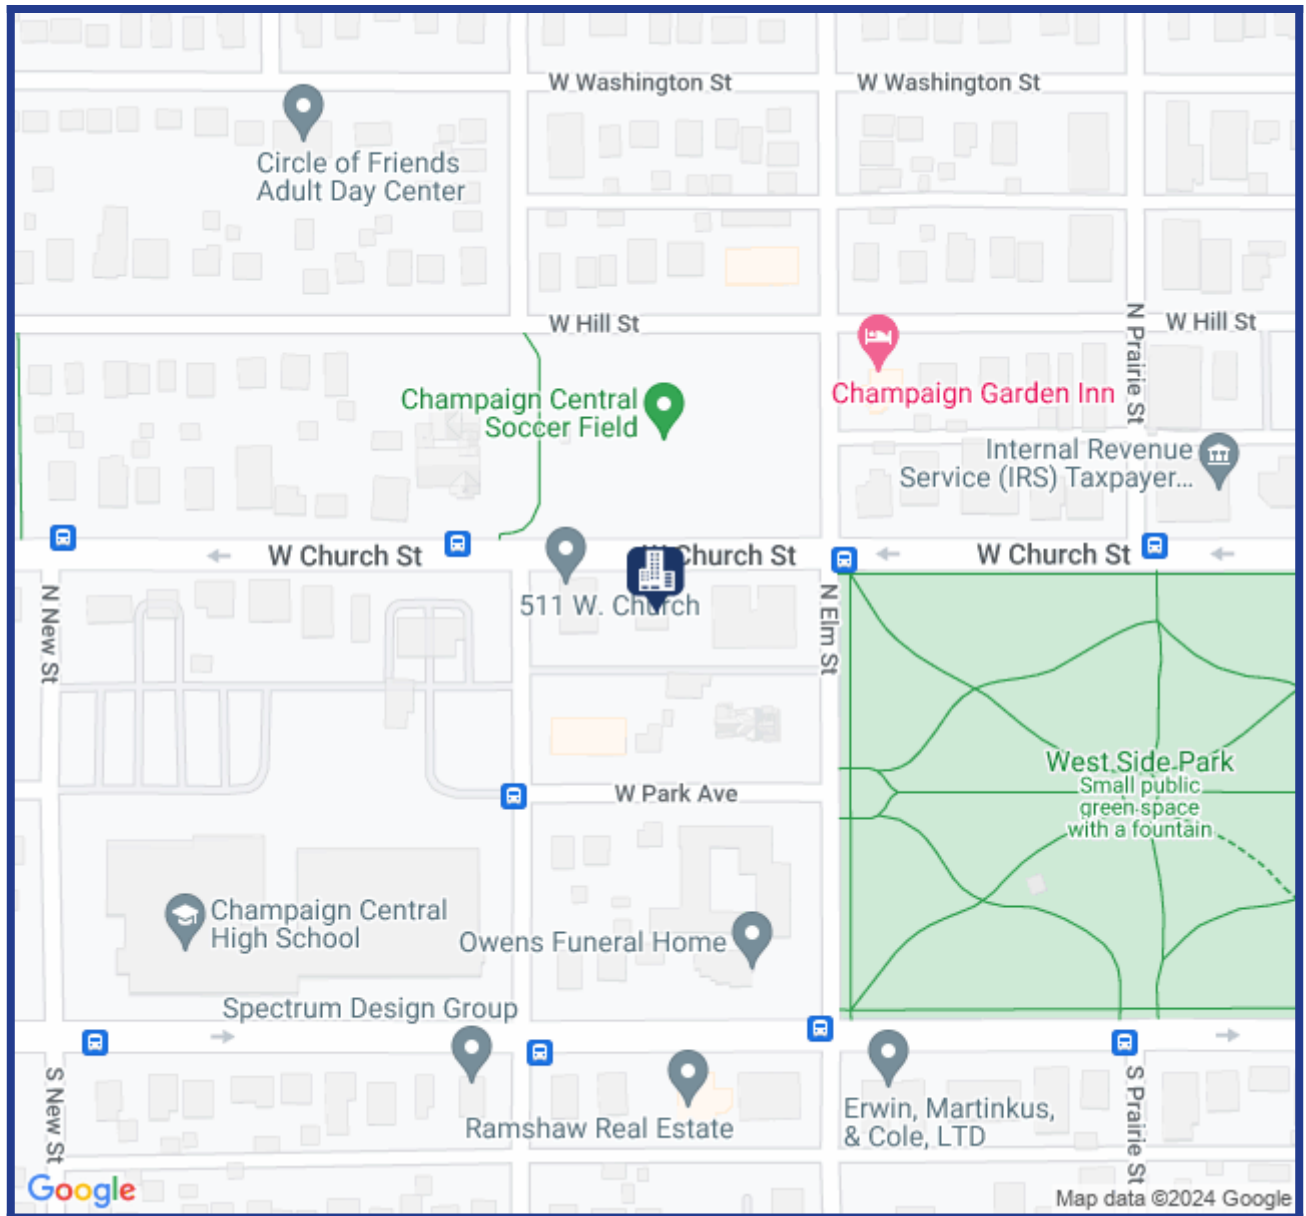 W Washington St
W Washington St
Circle of Friends
Adult Day Center
W Hill St
N Prairie St
W Hill St
Champaign Garden Inn
Champaign Central
Soccer Field
Internal Revenue
Service (IRS) Taxpayer...
W Church St
W Church St
W Church St
511 W. Church
N New St
N Elm St
West Side Park
Small public
green space
with a fountain
W Park Ave
Champaign Central
High School
Owens Funeral Home
Spectrum Design Group
S New St
Ramshaw Real Estate
Erwin, Martinkus,
& Cole, LTD
S Prairie St
Google
Map data ©2024 Google